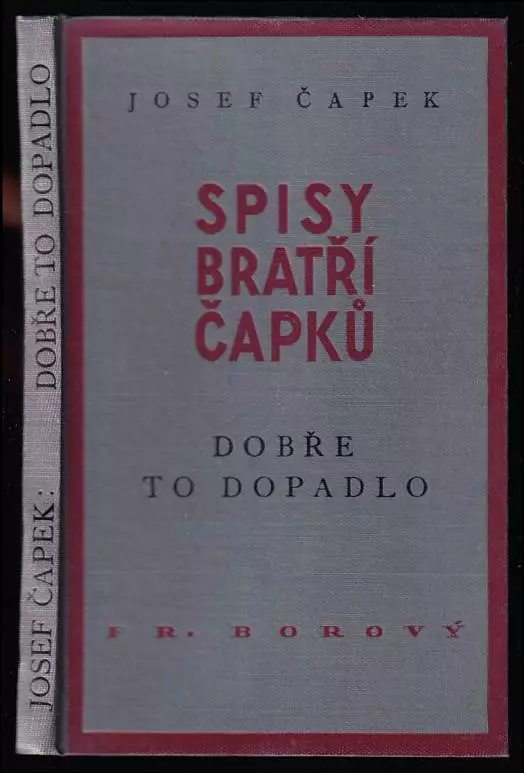 JOSEF ČAPEK: DOBŘE TO DOPADLO
JOSEF ČAPEK
SPISY
BRATŘÍ
ČAPKŮ
DOBŘE
TO DOPADLO
FR. BOROVÝ